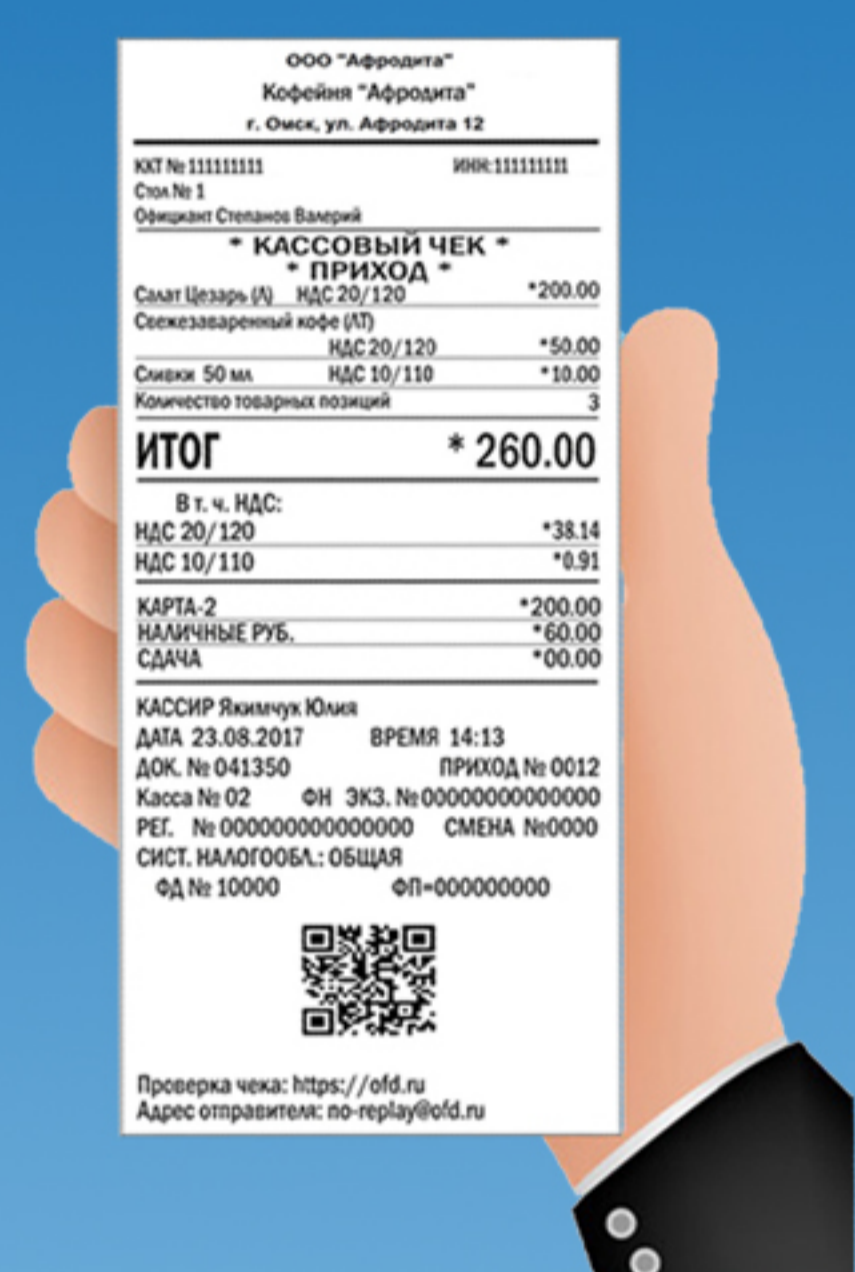 ООО "Афродита"
Кофейня "Афродита"
г. Омск, ул. Афродита 12
ККТ № 111111111 ИНН:111111111
Стол № 1
Официант Степанов Валерий
* КАССОВЫЙ ЧЕК *
* ПРИХОД *
Салат Цезарь (Л) НДС 20/120 *200.00
Свежезаваренный кофе (ЛТ)
НДС 20/120 *50.00
Сливки 50 мл НДС 10/110 *10.00
Количество товарных позиций 3
ИТОГ * 260.00
В т. ч. НДС:
НДС 20/120 *38.14
НДС 10/110 *0.91
КАРТА-2 *200.00
НАЛИЧНЫЕ РУБ. *60.00
СДАЧА *00.00
КАССИР Якимчук Юлия
ДАТА 23.08.2017 ВРЕМЯ 14:13
ДОК. № 041350 ПРИХОД № 0012
Касса № 02 ФН ЭКЗ. № 00000000000000
РЕГ. № 000000000000000 СМЕНА №0000
СИСТ. НАЛОГООБЛ.: ОБЩАЯ
ФД № 10000 ФП=000000000
Проверка чека: https://ofd.ru
Адрес отправителя: no-replay@ofd.ru